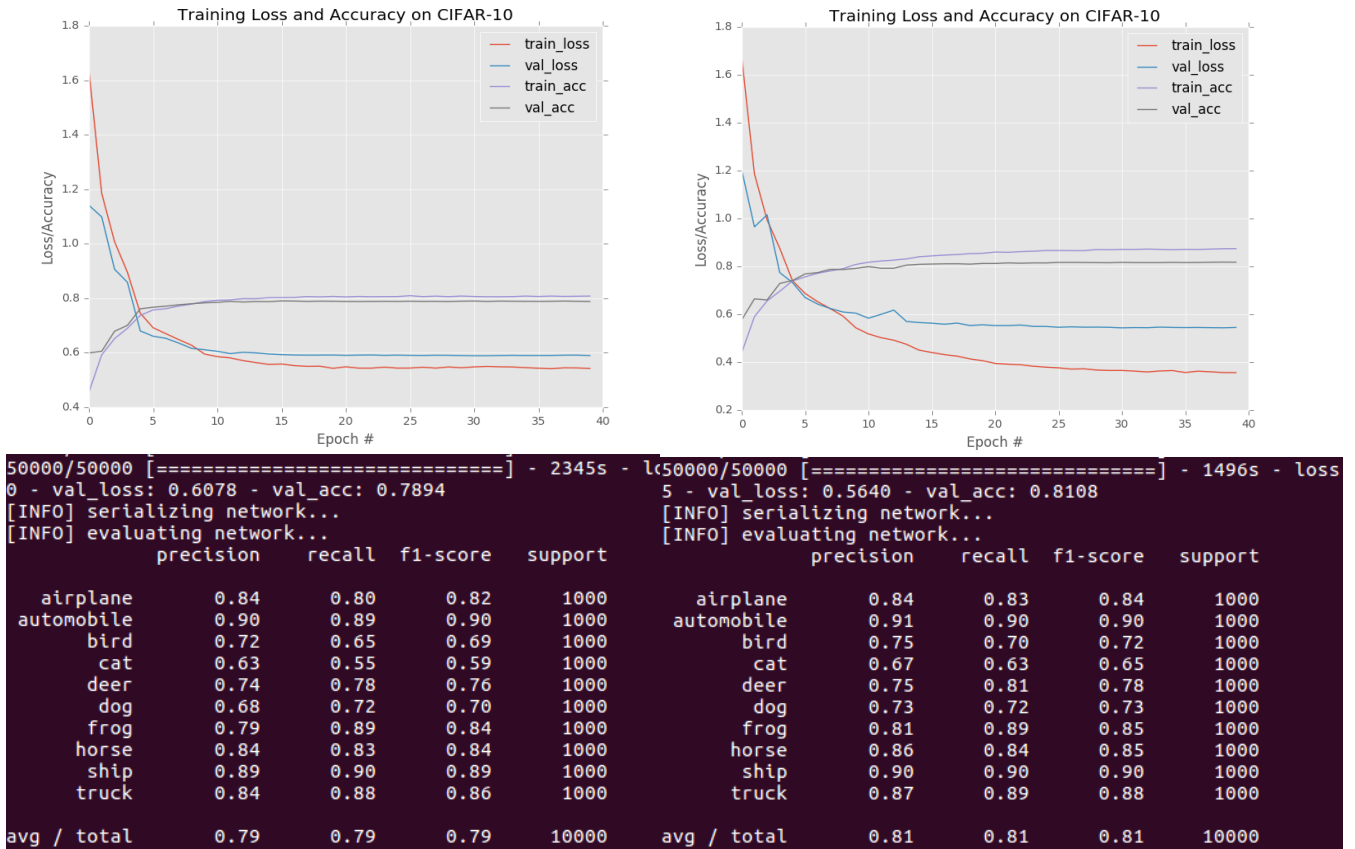 Training Loss and Accuracy on CIFAR-10
1.8
1.6
1.4
1.2
1.0
0.8
0.6
0.4
Loss/Accuracy
train_loss
val_loss
train_acc
val_acc
0 5 10 15 20 25 30 35 40
Epoch #
Training Loss and Accuracy on CIFAR-10
1.8
1.6
1.4
1.2
1.0
0.8
0.6
0.4
0.2
Loss/Accuracy
train_loss
val_loss
train_acc
val_acc
0 5 10 15 20 25 30 35 40
Epoch #
50000/50000 [==============================] - 2345s - lo
0 - val_loss: 0.6078 - val_acc: 0.7894
[INFO] serializing network...
[INFO] evaluating network...
precision recall f1-score support
airplane 0.84 0.80 0.82 1000
automobile 0.90 0.89 0.90 1000
bird 0.72 0.65 0.69 1000
cat 0.63 0.55 0.59 1000
deer 0.74 0.78 0.76 1000
dog 0.68 0.72 0.70 1000
frog 0.79 0.89 0.84 1000
horse 0.84 0.83 0.84 1000
ship 0.89 0.90 0.89 1000
truck 0.84 0.88 0.86 1000
avg / total 0.79 0.79 0.79 10000
50000/50000 [==============================] - 1496s - loss
5 - val_loss: 0.5640 - val_acc: 0.8108
[INFO] serializing network...
[INFO] evaluating network...
precision recall f1-score support
airplane 0.84 0.83 0.84 1000
automobile 0.91 0.90 0.90 1000
bird 0.75 0.70 0.72 1000
cat 0.67 0.63 0.65 1000
deer 0.75 0.81 0.78 1000
dog 0.73 0.72 0.73 1000
frog 0.81 0.89 0.85 1000
horse 0.86 0.84 0.85 1000
ship 0.90 0.90 0.90 1000
truck 0.87 0.89 0.88 1000
avg / total 0.81 0.81 0.81 10000